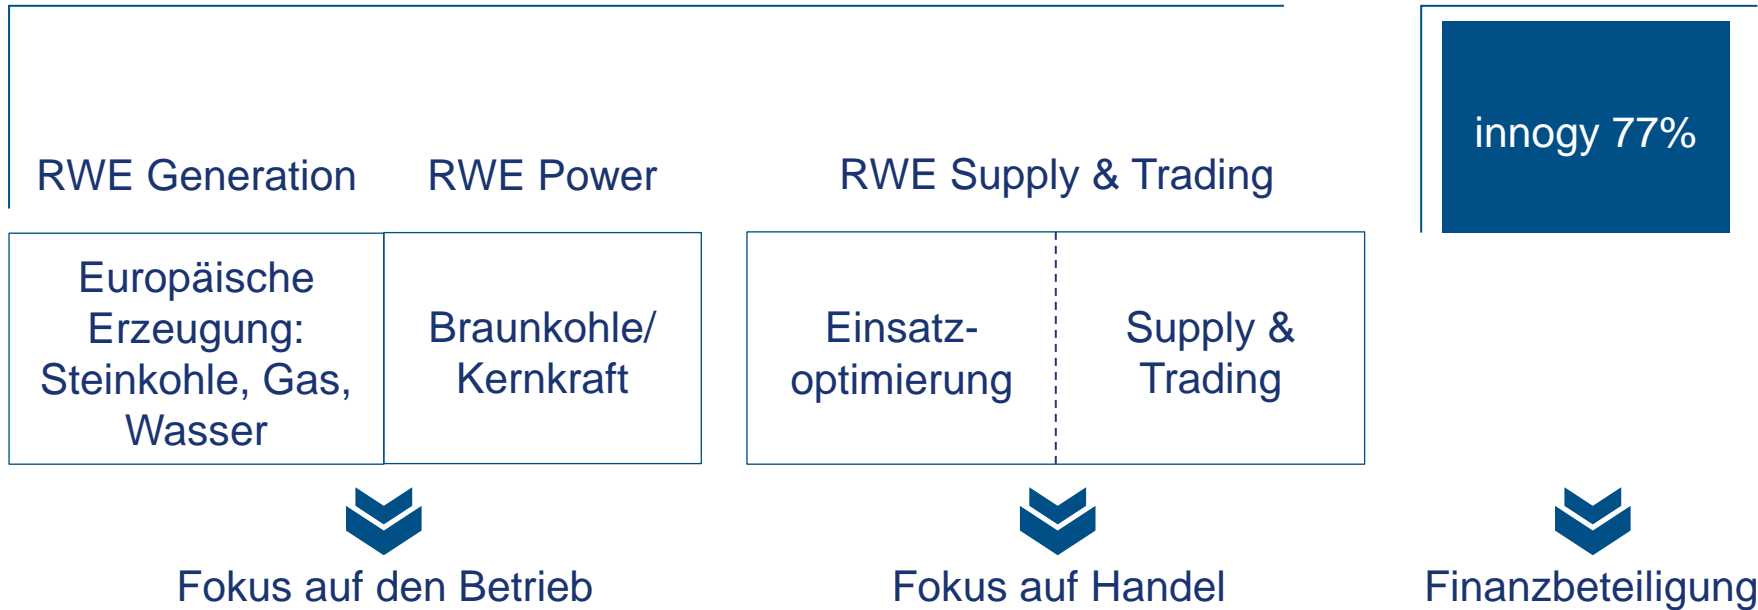 innogy 77%
RWE Generation
RWE Power
RWE Supply & Trading
Europäische
Erzeugung:
Steinkohle, Gas,
Wasser
Braunkohle/
Kernkraft
Einsatz-
optimierung
Supply &
Trading
Fokus auf den Betrieb
Fokus auf Handel
Finanzbeteiligung